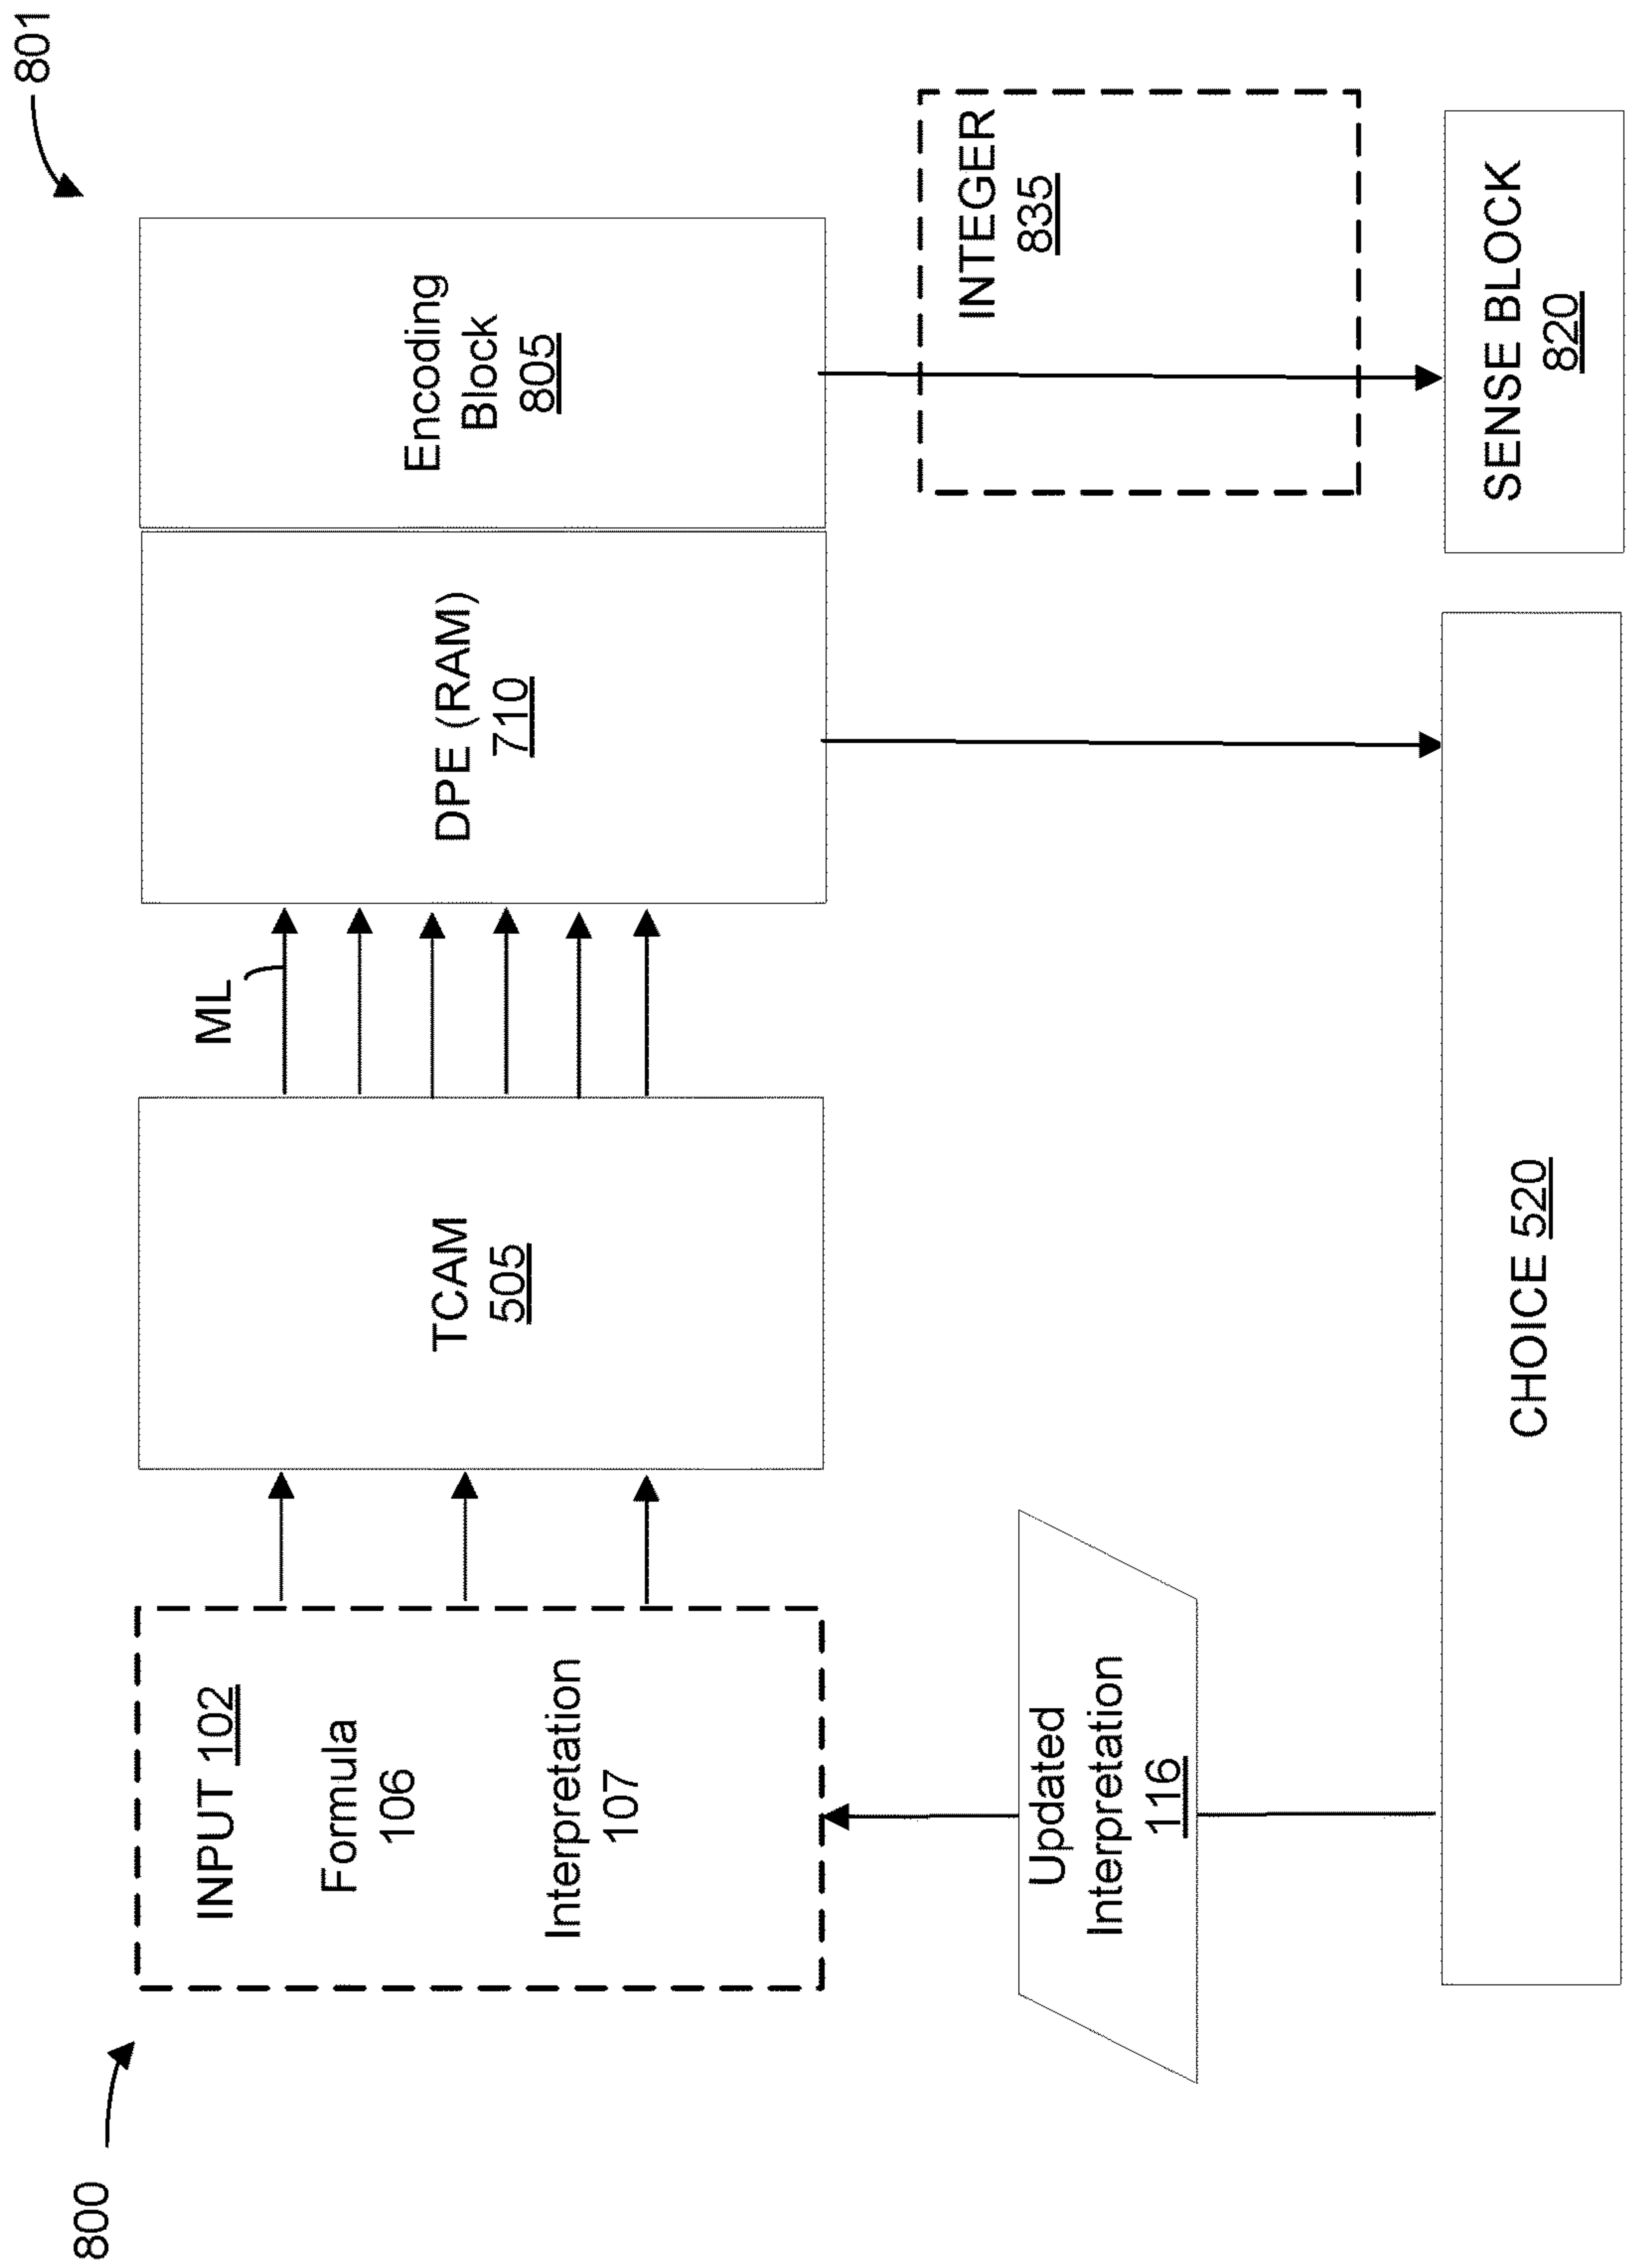 800
801
INPUT 102
Formula
106
Interpretation
107
TCAM
505
ML
DPE (RAM)
710
Encoding
Block
805
Updated
Interpretation
116
INTEGER
835
CHOICE 520
SENSE BLOCK
820